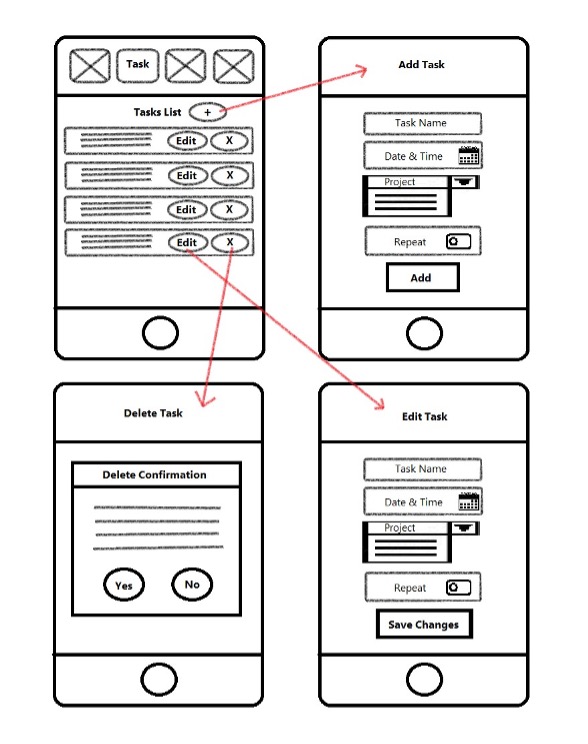 Task
Tasks List +
Edit X
Edit X
Edit X
Edit X
Add Task
Task Name
Date & Time
Project
Repeat
Add
Delete Task
Delete Confirmation
Yes No
Edit Task
Task Name
Date & Time
Project
Repeat
Save Changes